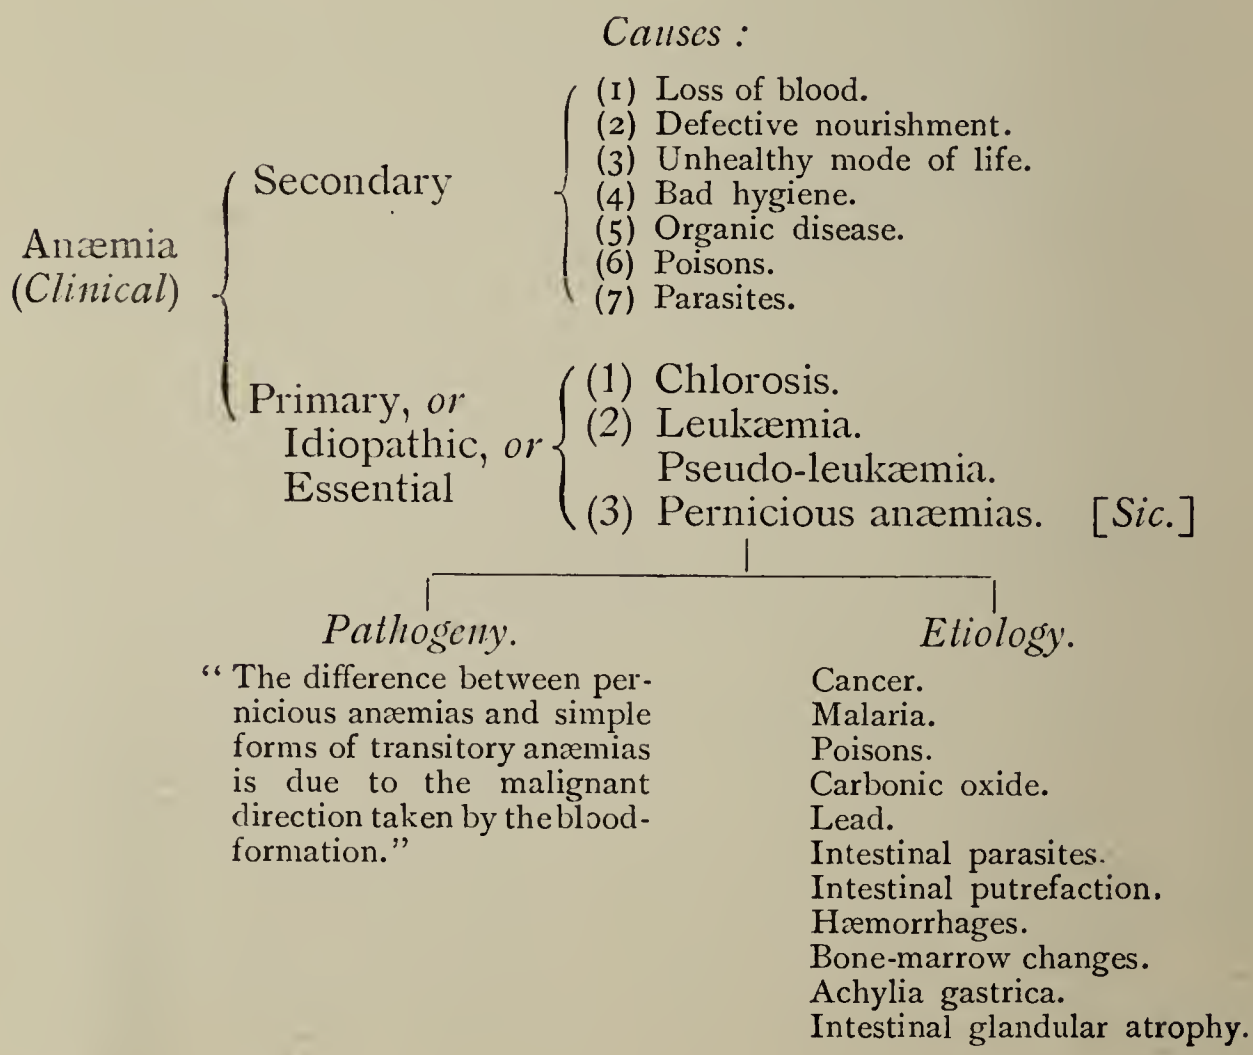 Causes :
(1) Loss of blood.
(2) Defective nourishment.
(3) Unhealthy mode of life.
Secondary
(4) Bad hygiene.
(5) Organic disease.
(6) Poisons.
(7) Parasites.
Anæmia
(Clinical)
Primary, or
Idiopathic, or
Essential
(1) Chlorosis.
(2) Leukæmia.
Pseudo-leukæmia.
(3) Pernicious anæmias. [Sic.]
Pathogeny.
“ The difference between per-
nicious anæmias and simple
forms of transitory anæmias
is due to the malignant
direction taken by the blood-
formation.”
Etiology.
Cancer.
Malaria.
Poisons.
Carbonic oxide.
Lead.
Intestinal parasites.
Intestinal putrefaction.
Hæmorrhages.
Bone-marrow changes.
Achylia gastrica.
Intestinal glandular atrophy.